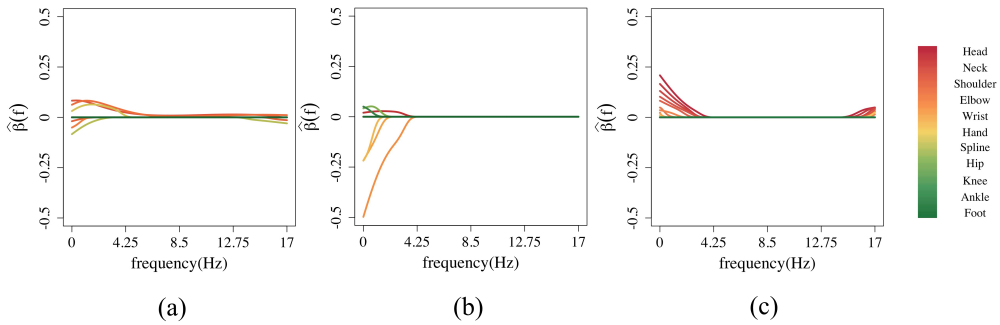 0.5
0.25
0
-0.25
-0.5
β̂(f)
0 4.25 8.5 12.75 17
frequency(Hz)
(a)
0.5
0.25
0
-0.25
-0.5
β̂(f)
0 4.25 8.5 12.75 17
frequency(Hz)
(b)
0.5
0.25
0
-0.25
-0.5
β̂(f)
0 4.25 8.5 12.75 17
frequency(Hz)
(c)
Head
Neck
Shoulder
Elbow
Wrist
Hand
Spline
Hip
Knee
Ankle
Foot